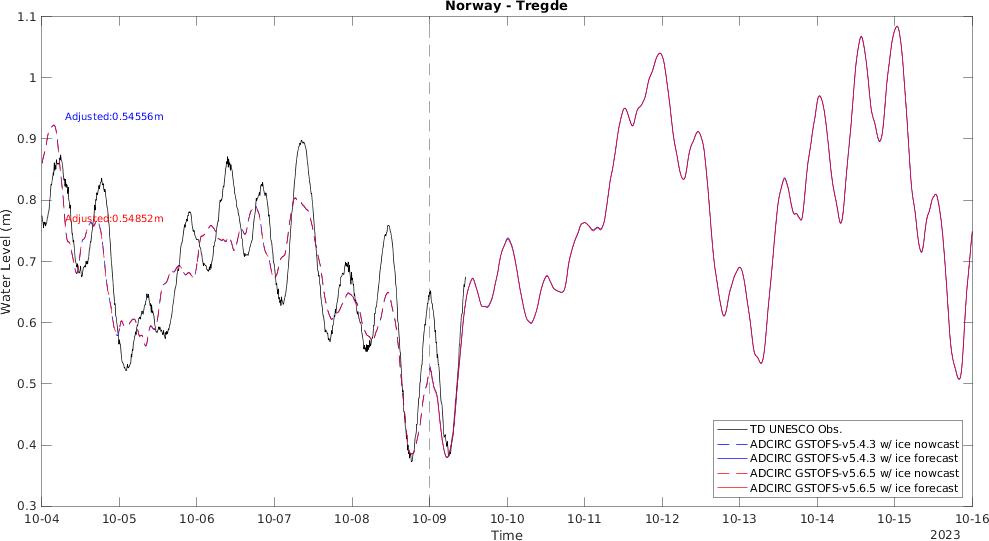 Norway - Tregde
1.1
1
0.9
0.8
0.7
0.6
0.5
0.4
0.3
Water Level (m)
Adjusted:0.54556m
Adjusted:0.54852m
TD UNESCO Obs.
ADCIRC GSTOFS-v5.4.3 w/ ice nowcast
ADCIRC GSTOFS-v5.4.3 w/ ice forecast
ADCIRC GSTOFS-v5.6.5 w/ ice nowcast
ADCIRC GSTOFS-v5.6.5 w/ ice forecast
10-04 10-05 10-06 10-07 10-08 10-09 10-10 10-11 10-12 10-13 10-14 10-15 10-16
Time
2023